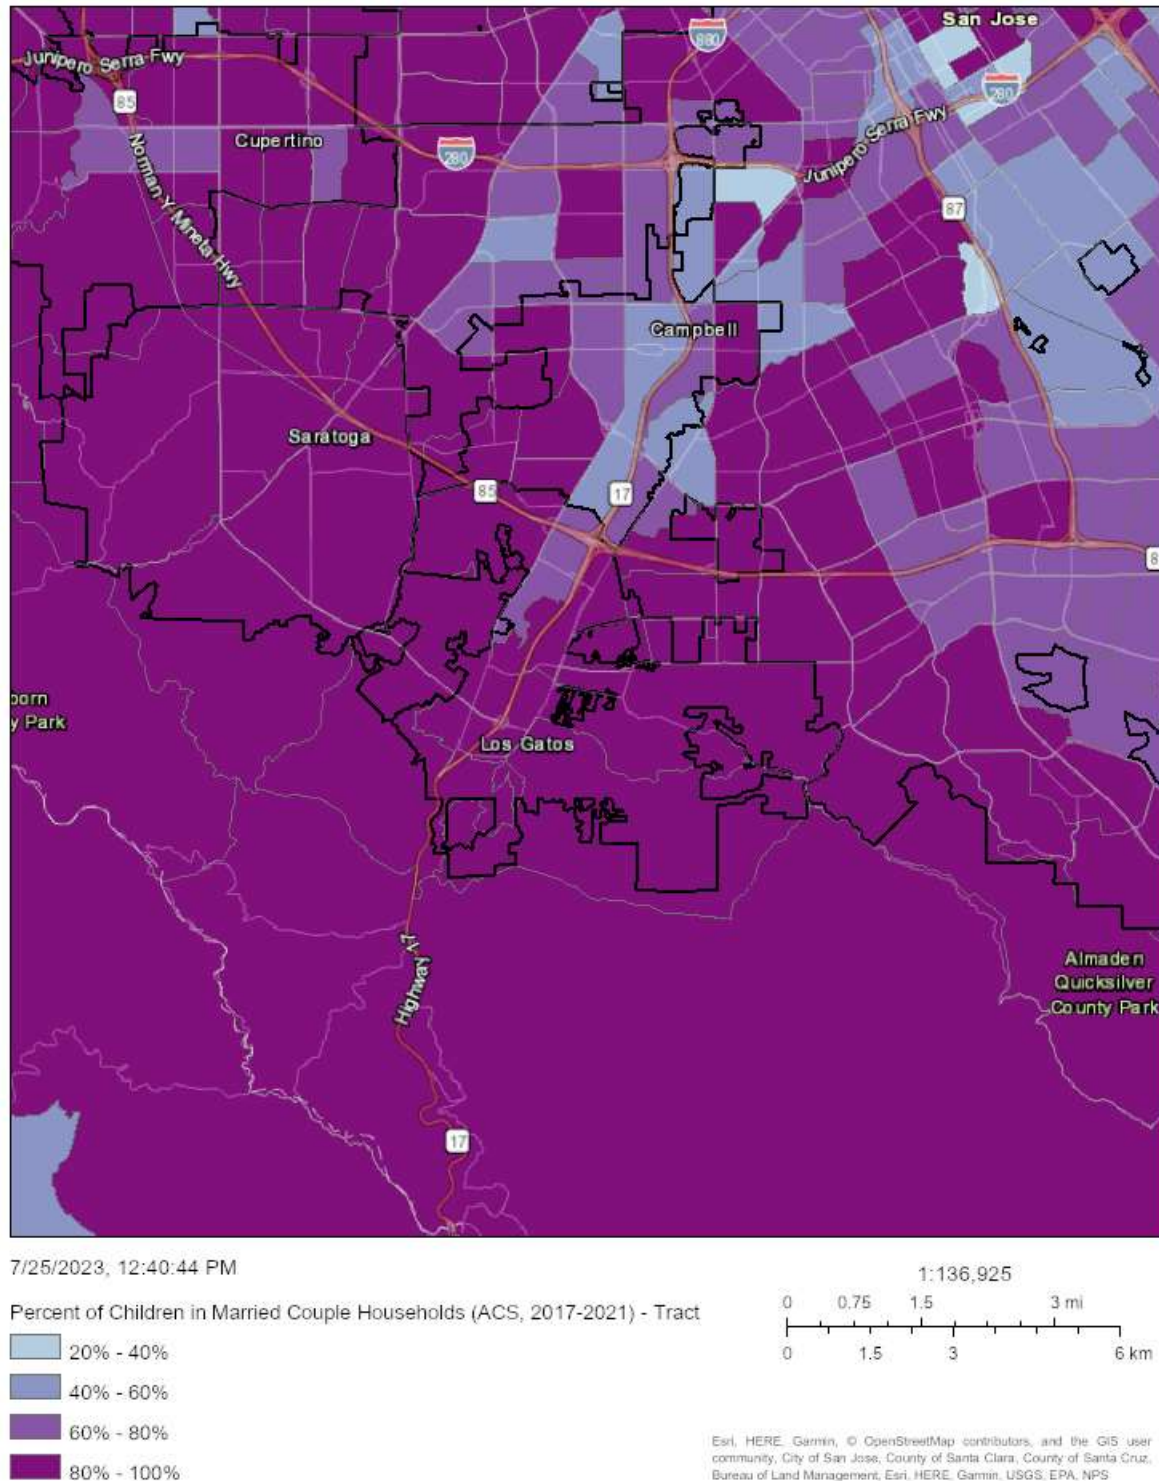 San Jose
880
Junipero Serra Fwy
280
85
Cupertino
280
Junipero Serra Fwy
Norman Y Mineta Hwy
87
Campbell
Saratoga
85
17
8
born
y Park
Los Gatos
Almaden
Quicksilver
County Park
Highway 17
17
7/25/2023, 12:40:44 PM
1:136,925
Percent of Children in Married Couple Households (ACS, 2017-2021) - Tract
0 0.75 1.5 3 mi
0 1.5 3 6 km
20% - 40%
40% - 60%
60% - 80%
80% - 100%
Esri, HERE, Garmin, © OpenStreetMap contributors, and the GIS user
community, City of San Jose, County of Santa Clara, County of Santa Cruz,
Bureau of Land Management, Esri, HERE, Garmin, USGS, EPA, NPS